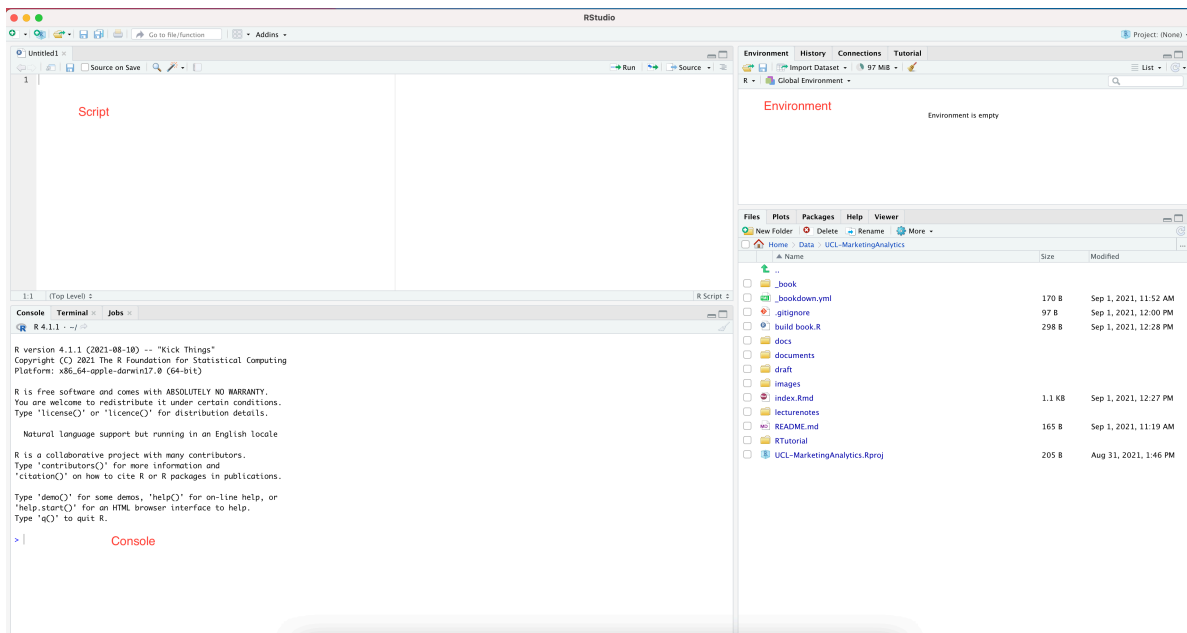 RStudio
Go to file/function
Addins
Project: (None)
Untitled1
Source on Save
Run
Source
1
Script
1:1 (Top Level)
R Script
Console Terminal Jobs
R 4.1.1 · ~/
R version 4.1.1 (2021-08-10) -- "Kick Things"
Copyright (C) 2021 The R Foundation for Statistical Computing
Platform: x86_64-apple-darwin17.0 (64-bit)
R is free software and comes with ABSOLUTELY NO WARRANTY.
You are welcome to redistribute it under certain conditions.
Type 'license()' or 'licence()' for distribution details.
Natural language support but running in an English locale
R is a collaborative project with many contributors.
Type 'contributors()' for more information and
'citation()' on how to cite R or R packages in publications.
Type 'demo()' for some demos, 'help()' for on-line help, or
'help.start()' for an HTML browser interface to help.
Type 'q()' to quit R.
>
Console
Environment History Connections Tutorial
Import Dataset 97 MiB
List
R Global Environment
Environment
Environment is empty
Files Plots Packages Help Viewer
New Folder Delete Rename More
Home Data UCL-MarketingAnalytics ...
Name Size Modified
..
_book
_bookdown.yml 170 B Sep 1, 2021, 11:52 AM
.gitignore 97 B Sep 1, 2021, 12:00 PM
build book.R 298 B Sep 1, 2021, 12:28 PM
docs
documents
draft
images
index.Rmd 1.1 KB Sep 1, 2021, 12:27 PM
lecturenotes
README.md 165 B Sep 1, 2021, 11:19 AM
RTutorial
UCL-MarketingAnalytics.Rproj 205 B Aug 31, 2021, 1:46 PM